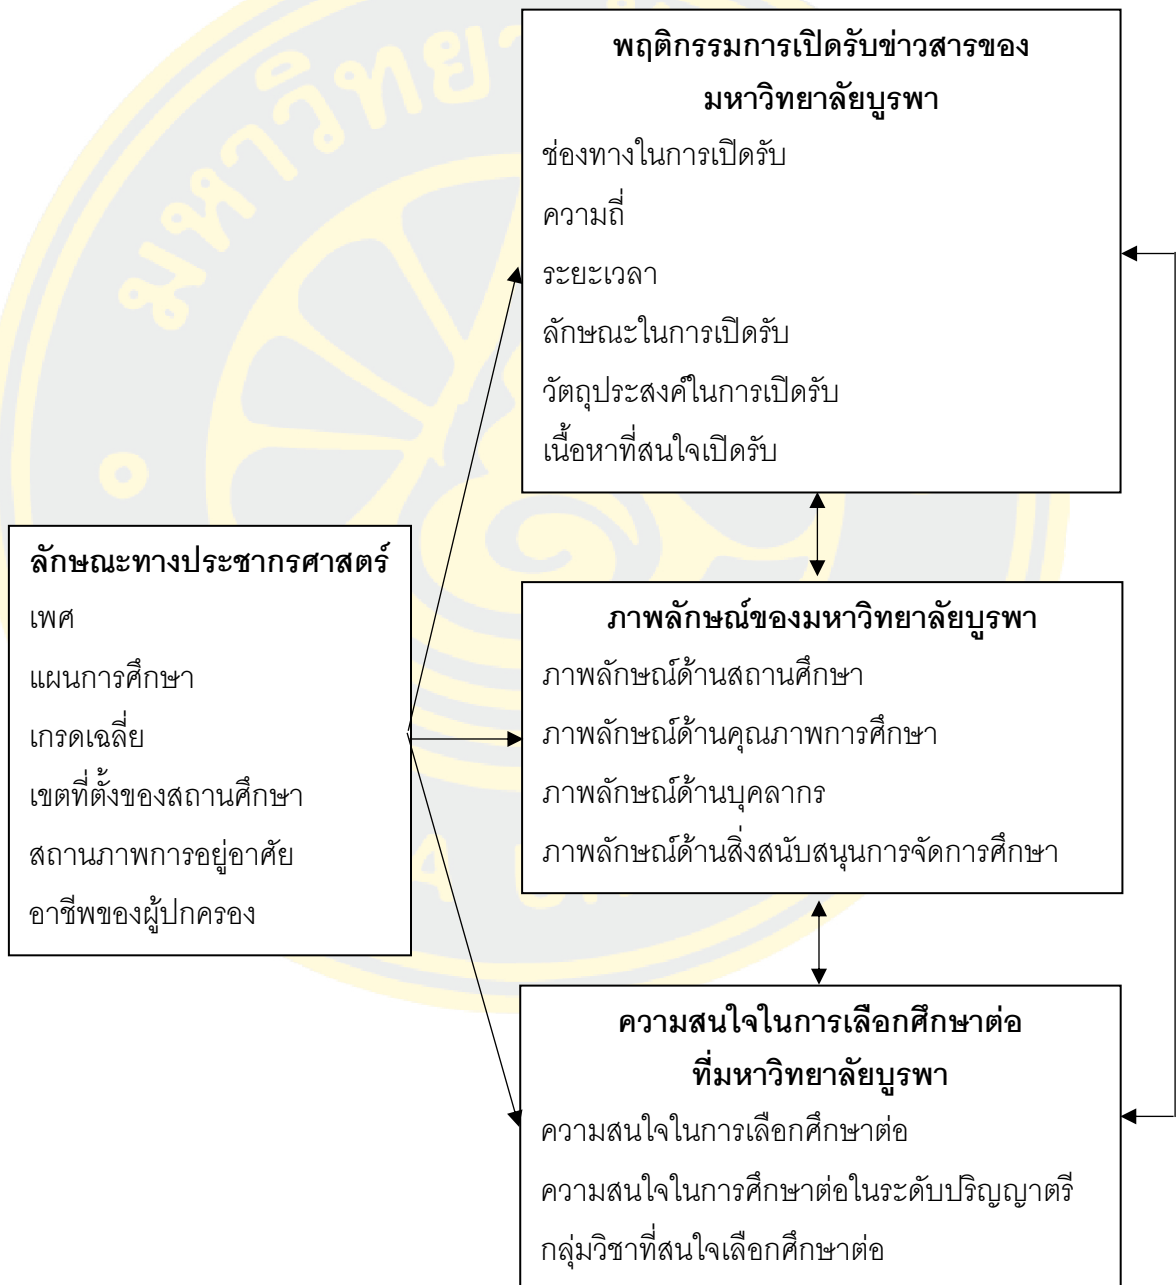 พฤติกรรมการเปิดรับข่าวสารของ
มหาวิทยาลัยบูรพา
ช่องทางในการเปิดรับ
ความถี่
ระยะเวลา
ลักษณะในการเปิดรับ
วัตถุประสงค์ในการเปิดรับ
เนื้อหาที่สนใจเปิดรับ
ลักษณะทางประชากรศาสตร์
เพศ
แผนการศึกษา
เกรดเฉลี่ย
เขตที่ตั้งของสถานศึกษา
สถานภาพการอยู่อาศัย
อาชีพของผู้ปกครอง
ภาพลักษณ์ของมหาวิทยาลัยบูรพา
ภาพลักษณ์ด้านสถานศึกษา
ภาพลักษณ์ด้านคุณภาพการศึกษา
ภาพลักษณ์ด้านบุคลากร
ภาพลักษณ์ด้านสิ่งสนับสนุนการจัดการศึกษา
ความสนใจในการเลือกศึกษาต่อ
ที่มหาวิทยาลัยบูรพา
ความสนใจในการเลือกศึกษาต่อ
ความสนใจในการศึกษาต่อในระดับปริญญาตรี
กลุ่มวิชาที่สนใจเลือกศึกษาต่อ